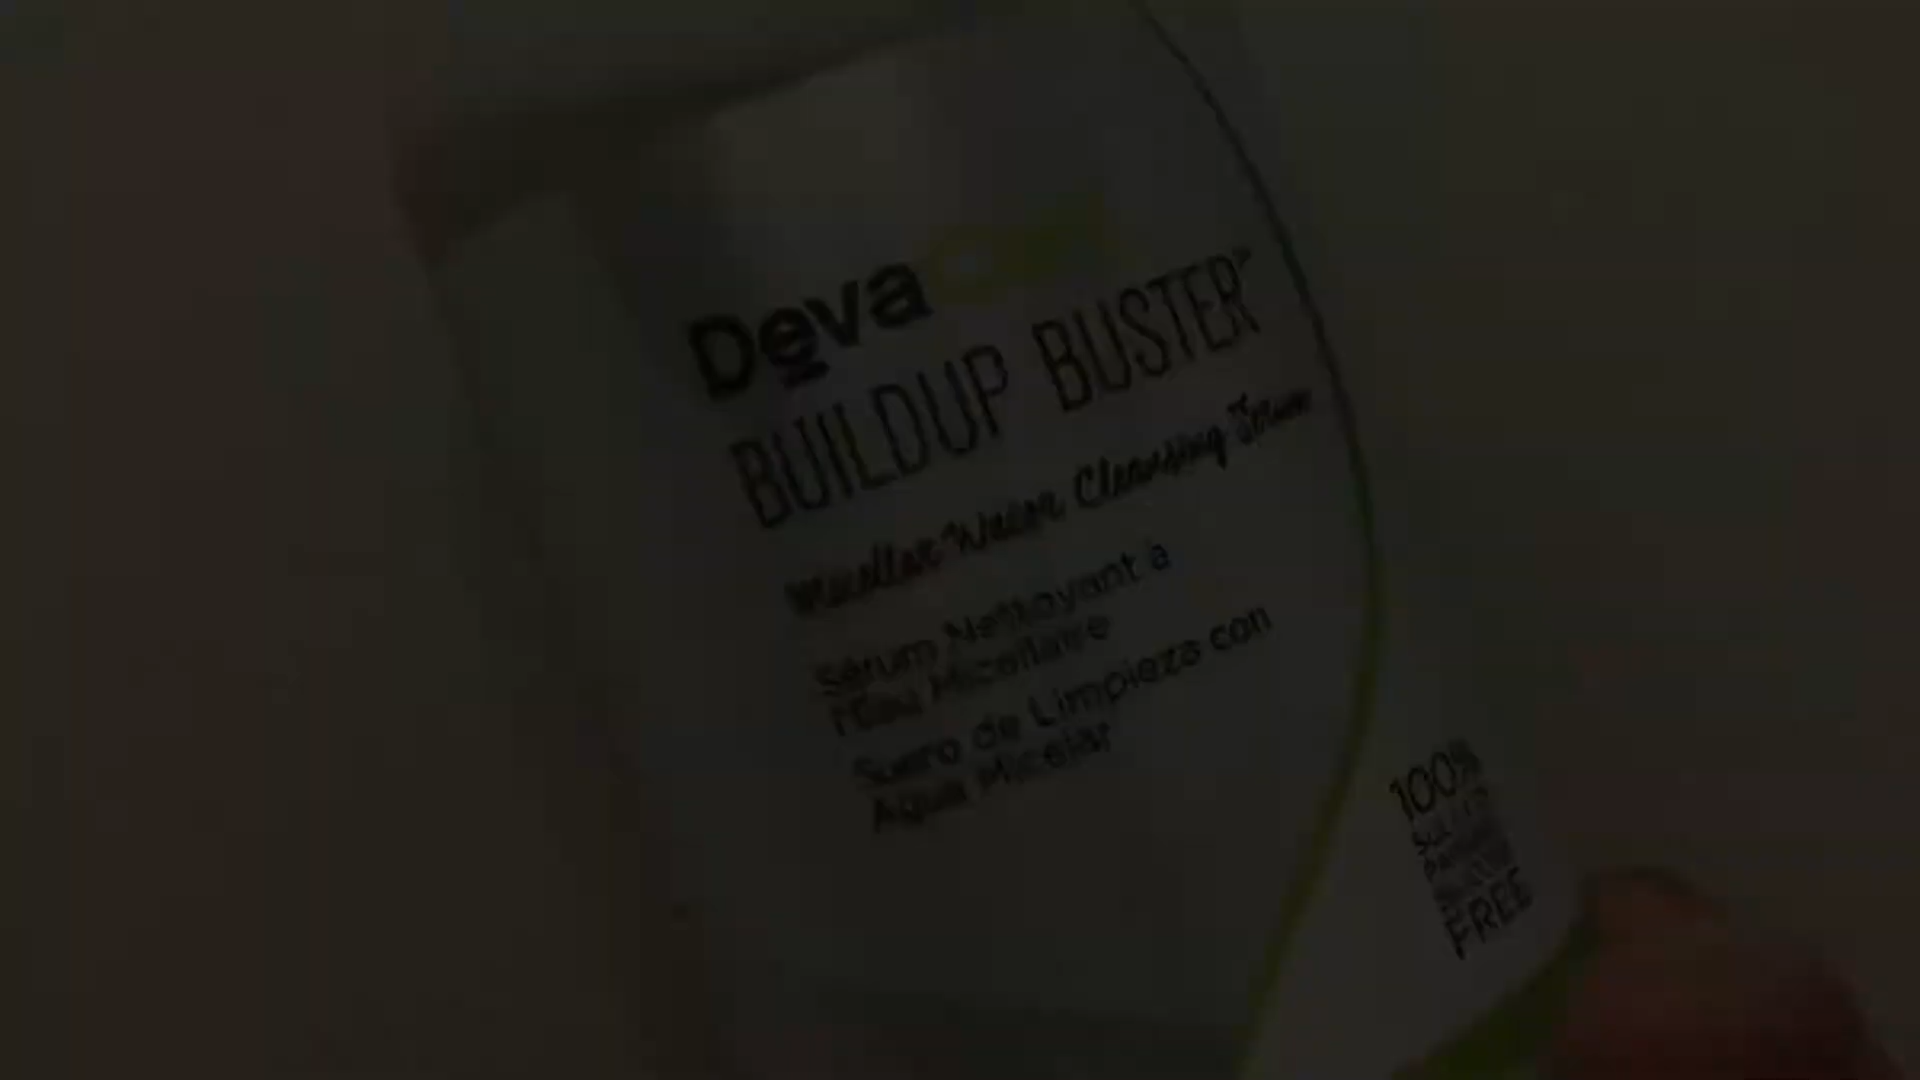 Deva
BUILDUP BUSTER
Micellar Water Cleansing Serum
Sérum Nettoyant à
l'Eau Micellaire
Suero de Limpieza con
Agua Micelar
100%
FREE